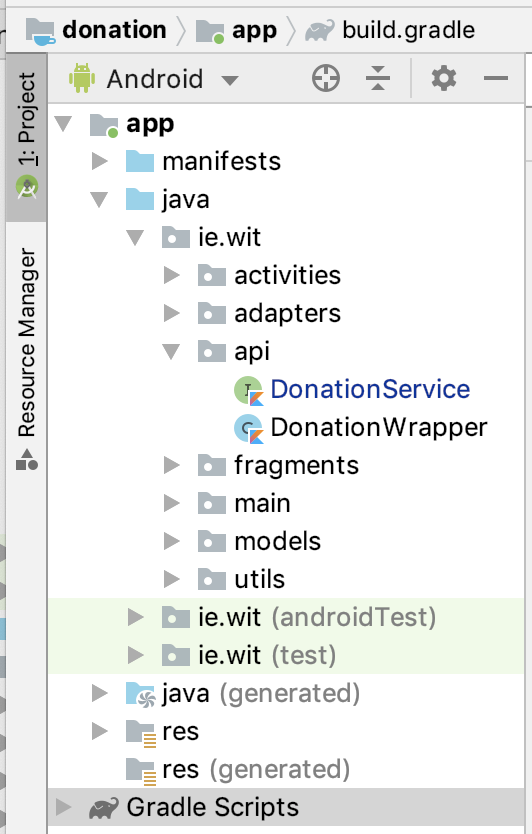 donation app build.gradle
Android
1: Project
app
manifests
java
ie.wit
activities
adapters
api
DonationService
DonationWrapper
fragments
main
models
utils
ie.wit (androidTest)
ie.wit (test)
java (generated)
res
res (generated)
Gradle Scripts
Resource Manager